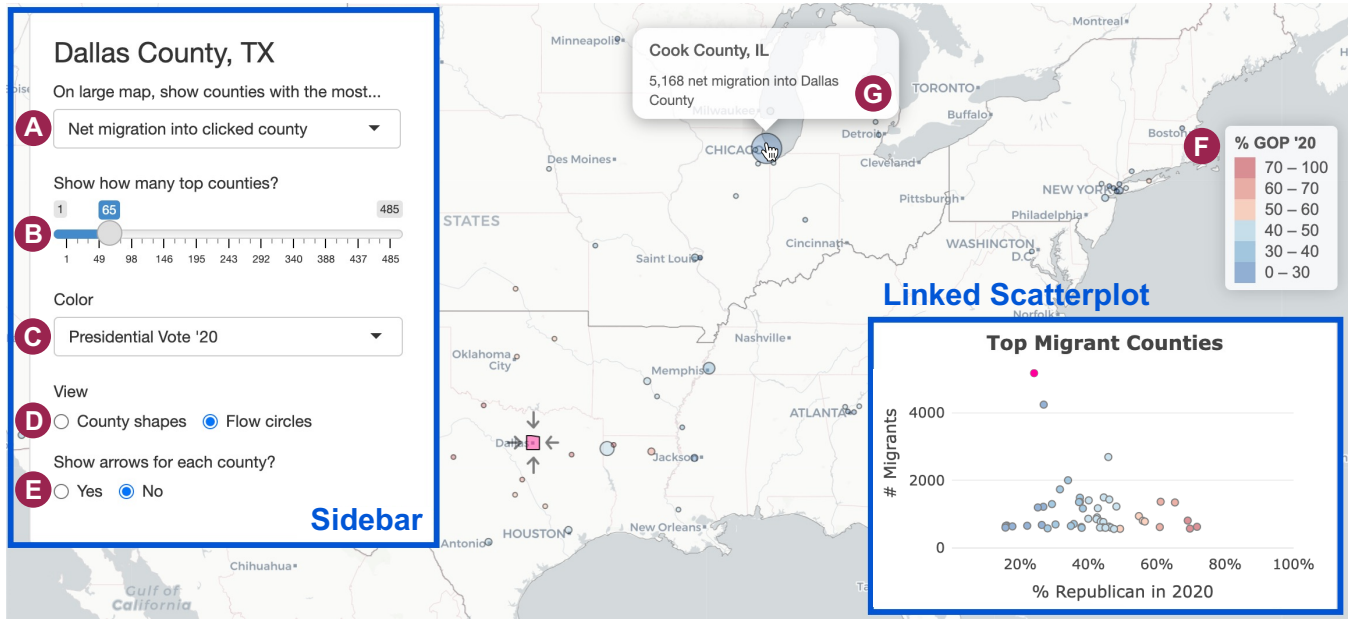 Dallas County, TX
On large map, show counties with the most...
A
Net migration into clicked county
Show how many top counties?
1
65
485
B
1 49 98 146 195 243 292 340 388 437 485
Color
C
Presidential Vote '20
View
D
County shapes
Flow circles
Show arrows for each county?
E
Yes
No
Sidebar
Cook County, IL
5,168 net migration into Dallas
County
G
Minneapolis
Milwaukee
Montreal
TORONTO
Buffalo
Detroit
Boston
CHICAGO
Des Moines
Cleveland
NEW YORK
Pittsburgh
Philadelphia
STATES
Cincinnati
WASHINGTON
D.C.
Saint Louis
Norfolk
Nashville
Oklahoma
City
Memphis
ATLANTA
Dallas
Jackson
HOUSTON
New Orleans
Antonio
Chihuahua
Gulf of
California
F
% GOP '20
70 – 100
60 – 70
50 – 60
40 – 50
30 – 40
0 – 30
Linked Scatterplot
Top Migrant Counties
# Migrants
4000
2000
0
20% 40% 60% 80% 100%
% Republican in 2020